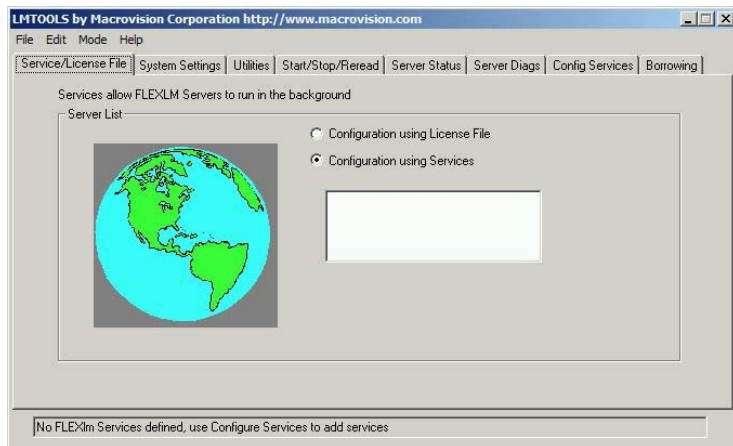 LMTOOLS by Macrovision Corporation http://www.macrovision.com
File Edit Mode Help
Service/License File System Settings Utilities Start/Stop/Reread Server Status Server Diags Config Services Borrowing
Services allow FLEXLM Servers to run in the background
Server List
Configuration using License File
Configuration using Services
No FLEXlm Services defined, use Configure Services to add services